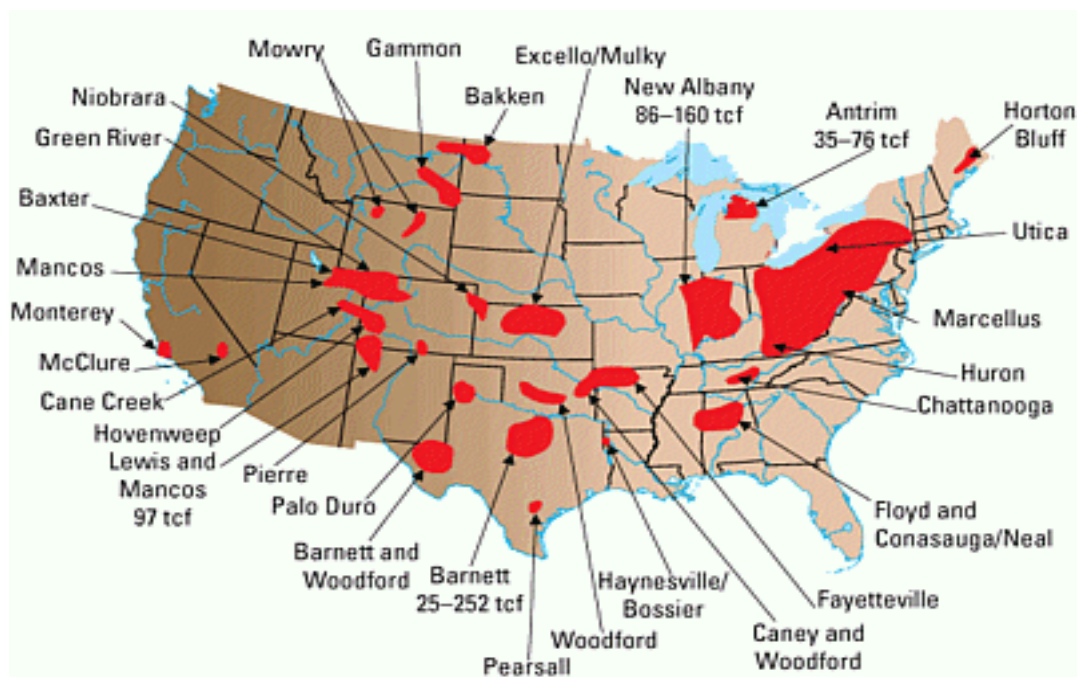 Mowry
Gammon
Excello/Mulky
Niobrara
Bakken
New Albany
86–160 tcf
Antrim
35–76 tcf
Horton
Bluff
Green River
Baxter
Utica
Mancos
Monterey
Marcellus
McClure
Huron
Cane Creek
Chattanooga
Hovenweep
Lewis and
Mancos
97 tcf
Pierre
Palo Duro
Floyd and
Conasauga/Neal
Barnett and
Woodford
Barnett
25–252 tcf
Haynesville/
Bossier
Fayetteville
Woodford
Caney and
Woodford
Pearsall